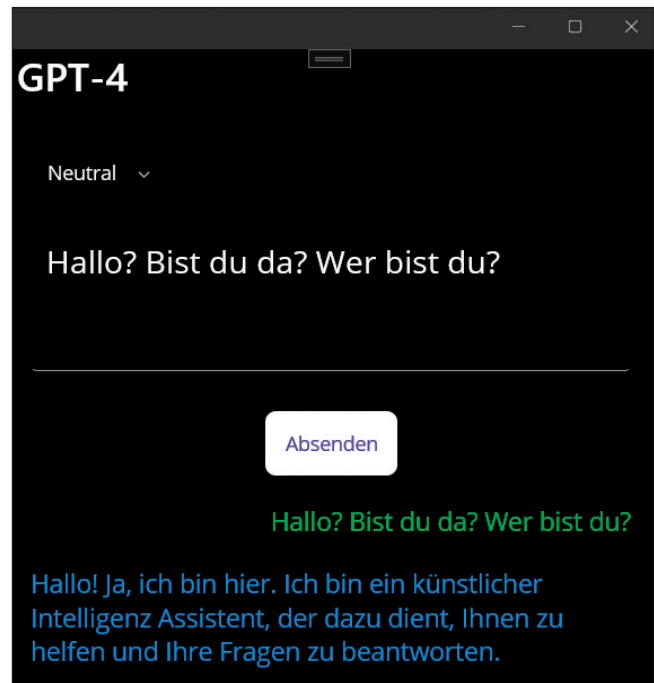 GPT-4
Neutral
Hallo? Bist du da? Wer bist du?
Absenden
Hallo? Bist du da? Wer bist du?
Hallo! Ja, ich bin hier. Ich bin ein künstlicher
Intelligenz Assistent, der dazu dient, Ihnen zu
helfen und Ihre Fragen zu beantworten.